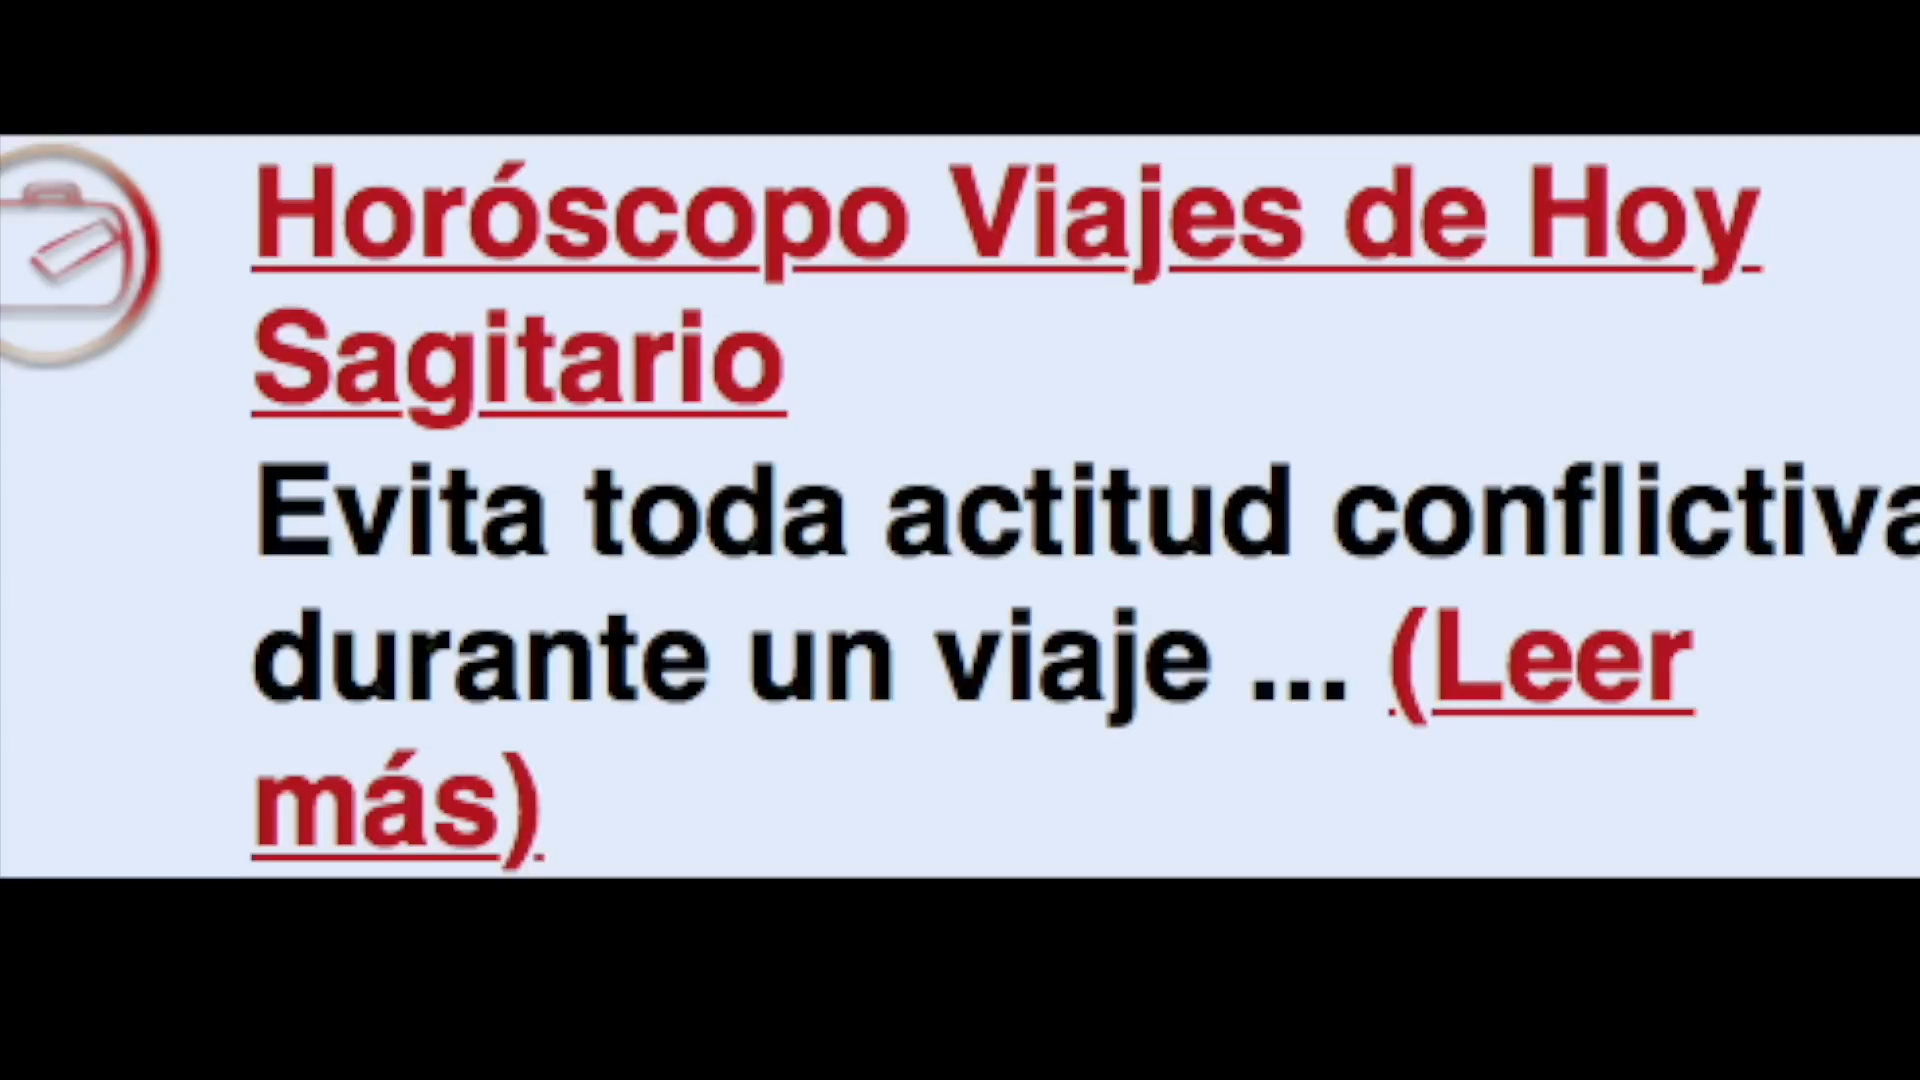 Horóscopo Viajes de Hoy
Sagitario
Evita toda actitud conflictiva
durante un viaje ... (Leer
más)